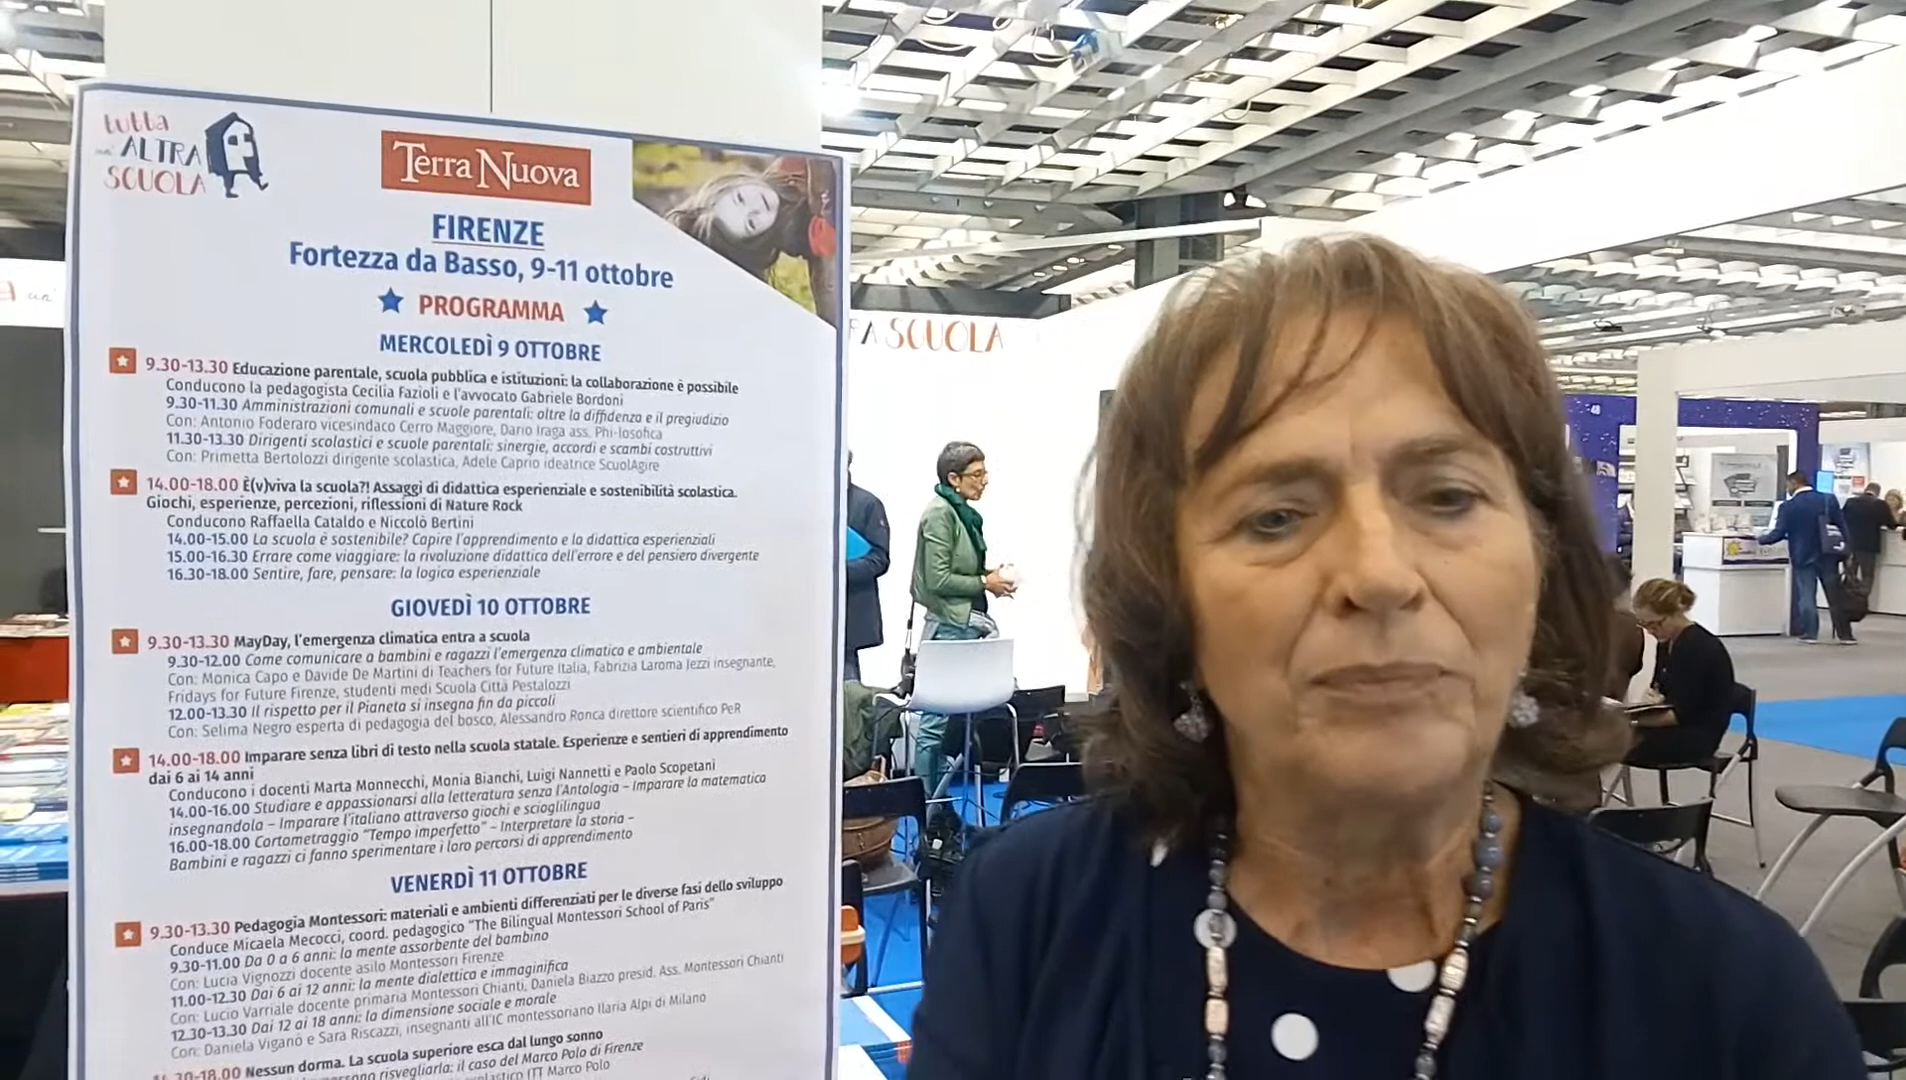 tutta
un' ALTRA
SCUOLA
Terra Nuova
FIRENZE
Fortezza da Basso, 9-11 ottobre
PROGRAMMA
MERCOLEDÌ 9 OTTOBRE
9.30-13.30 Educazione parentale, scuola pubblica e istituzioni: la collaborazione è possibile
Conducono la pedagogista Cecilia Fazioli e l'avvocato Gabriele Bordoni
9.30-11.30 Amministrazioni comunali e scuole parentali: oltre la diffidenza e il pregiudizio
Con: Antonio Foderaro vicesindaco Cerro Maggiore, Dario Iraga ass. Phi-losofica
11.30-13.30 Dirigenti scolastici e scuole parentali: sinergie, accordi e scambi costruttivi
Con: Primetta Bertolozzi dirigente scolastica, Adele Caprio ideatrice ScuolAgire
14.00-18.00 È(v)viva la scuola?! Assaggi di didattica esperienziale e sostenibilità scolastica.
Giochi, esperienze, percezioni, riflessioni di Nature Rock
Conducono Raffaella Cataldo e Niccolò Bertini
14.00-15.00 La scuola è sostenibile? Capire l'apprendimento e la didattica esperienziali
15.00-16.30 Errare come viaggiare: la rivoluzione didattica dell'errore e del pensiero divergente
16.30-18.00 Sentire, fare, pensare: la logica esperienziale
GIOVEDÌ 10 OTTOBRE
9.30-13.30 MayDay, l'emergenza climatica entra a scuola
9.30-12.00 Come comunicare a bambini e ragazzi l'emergenza climatica e ambientale
Con: Monica Capo e Davide De Martini di Teachers for Future Italia, Fabrizia Laroma Jezzi insegnante,
Fridays for Future Firenze, studenti medi Scuola Città Pestalozzi
12.00-13.30 Il rispetto per il Pianeta si insegna fin da piccoli
Con: Selima Negro esperta di pedagogia del bosco, Alessandro Ronca direttore scientifico PeR
14.00-18.00 Imparare senza libri di testo nella scuola statale. Esperienze e sentieri di apprendimento
dai 6 ai 14 anni
Conducono i docenti Marta Monnecchi, Monia Bianchi, Luigi Nannetti e Paolo Scopetani
14.00-16.00 Studiare e appassionarsi alla letteratura senza l'Antologia – Imparare la matematica
insegnandola – Imparare l'italiano attraverso giochi e scioglilingua
16.00-18.00 Cortometraggio "Tempo imperfetto" – Interpretare la storia –
Bambini e ragazzi ci fanno sperimentare i loro percorsi di apprendimento
VENERDÌ 11 OTTOBRE
9.30-13.30 Pedagogia Montessori: materiali e ambienti differenziati per le diverse fasi dello sviluppo
Conduce Micaela Mecocci, coord. pedagogico "The Bilingual Montessori School of Paris"
9.30-11.00 Da 0 a 6 anni: la mente assorbente del bambino
Con: Lucia Vignozzi docente asilo Montessori Firenze
11.00-12.30 Dai 6 ai 12 anni: la mente dialettica e immaginifica
Con: Lucio Varriale docente primaria Montessori Chianti, Daniela Biazzo presid. Ass. Montessori Chianti
12.30-13.30 Dai 12 ai 18 anni: la dimensione sociale e morale
Con: Daniela Viganò e Sara Riscazzi, insegnanti all'IC montessoriano Ilaria Alpi di Milano
14.30-18.00 Nessun dorma. La scuola superiore esca dal lungo sonno
risvegliarla: il caso del Marco Polo di Firenze
ITT Marco Polo
A un'
RA SCUOLA
48